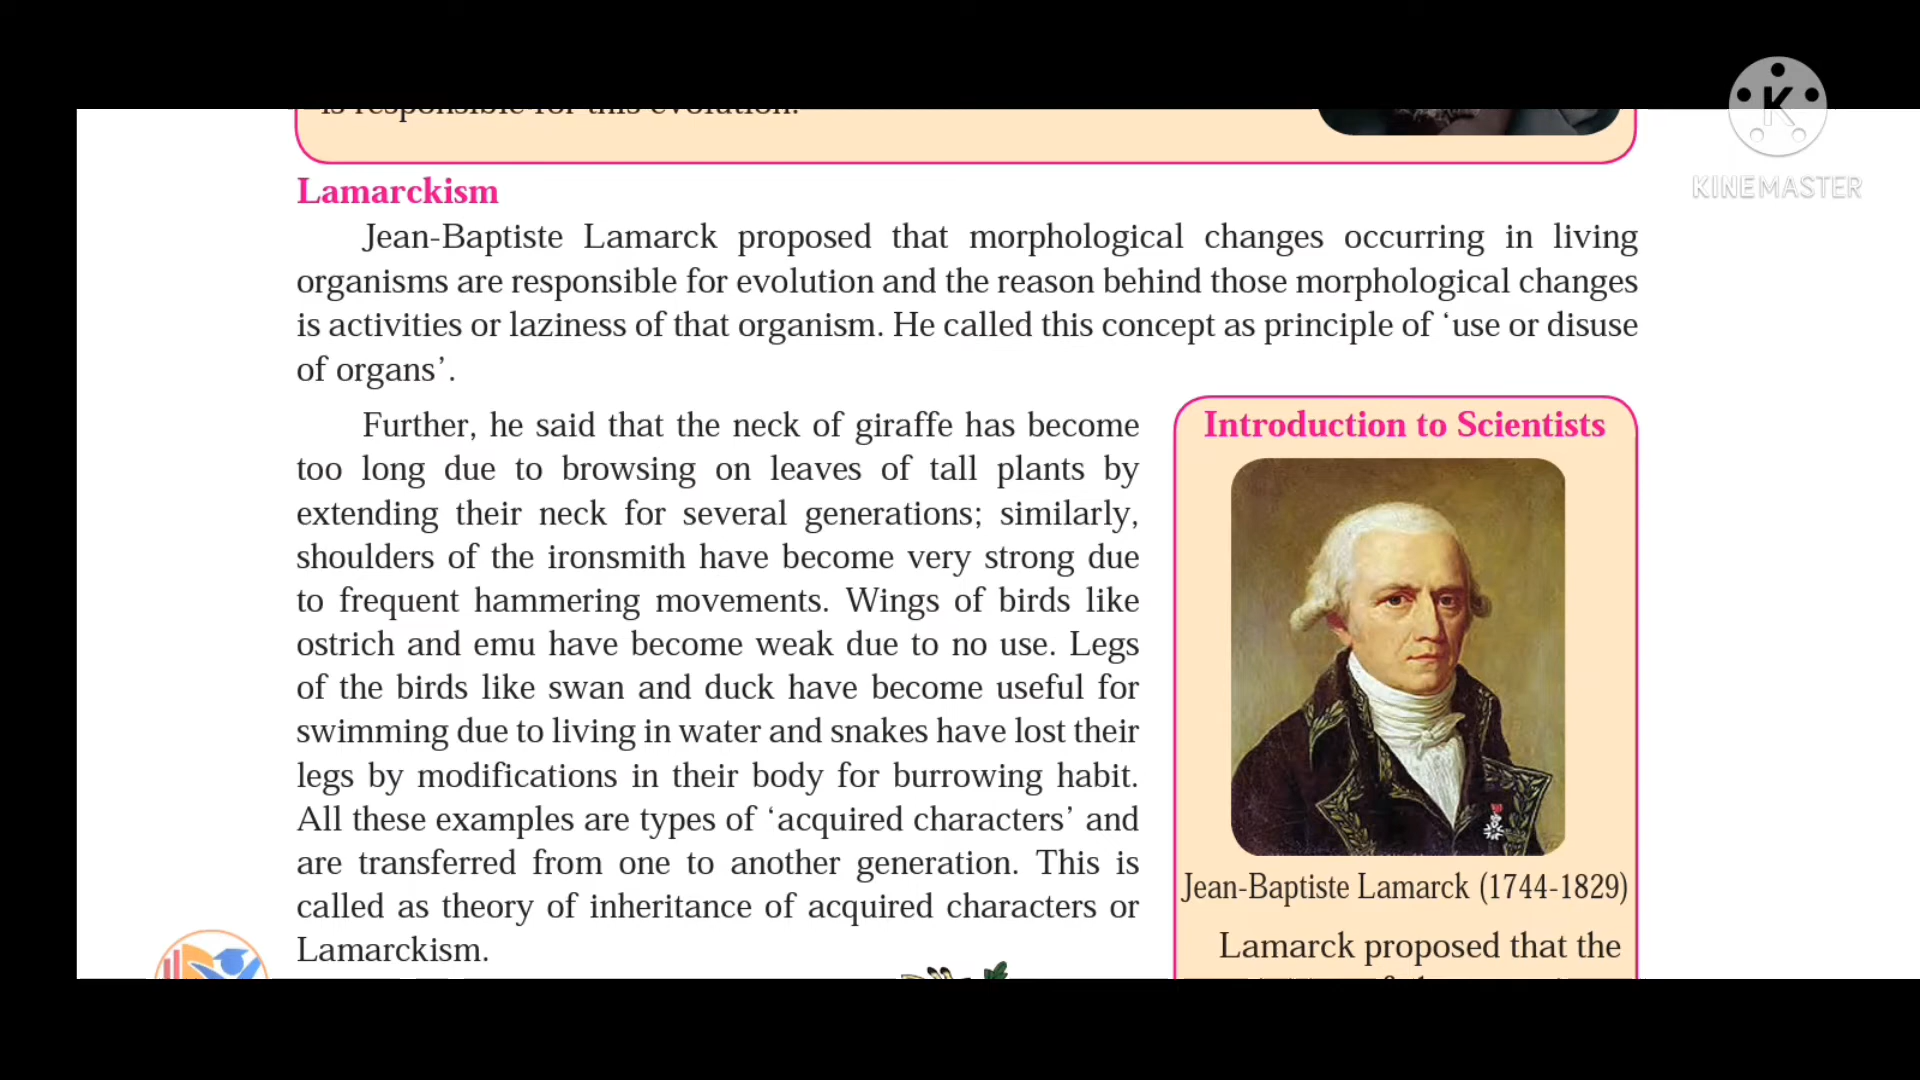 is responsible for this evolution.
KINEMASTER
Lamarckism
Jean-Baptiste Lamarck proposed that morphological changes occurring in living
organisms are responsible for evolution and the reason behind those morphological changes
is activities or laziness of that organism. He called this concept as principle of ‘use or disuse
of organs’.
Further, he said that the neck of giraffe has become
too long due to browsing on leaves of tall plants by
extending their neck for several generations; similarly,
shoulders of the ironsmith have become very strong due
to frequent hammering movements. Wings of birds like
ostrich and emu have become weak due to no use. Legs
of the birds like swan and duck have become useful for
swimming due to living in water and snakes have lost their
legs by modifications in their body for burrowing habit.
All these examples are types of ‘acquired characters’ and
are transferred from one to another generation. This is
called as theory of inheritance of acquired characters or
Lamarckism.
Introduction to Scientists
Jean-Baptiste Lamarck (1744-1829)
Lamarck proposed that the